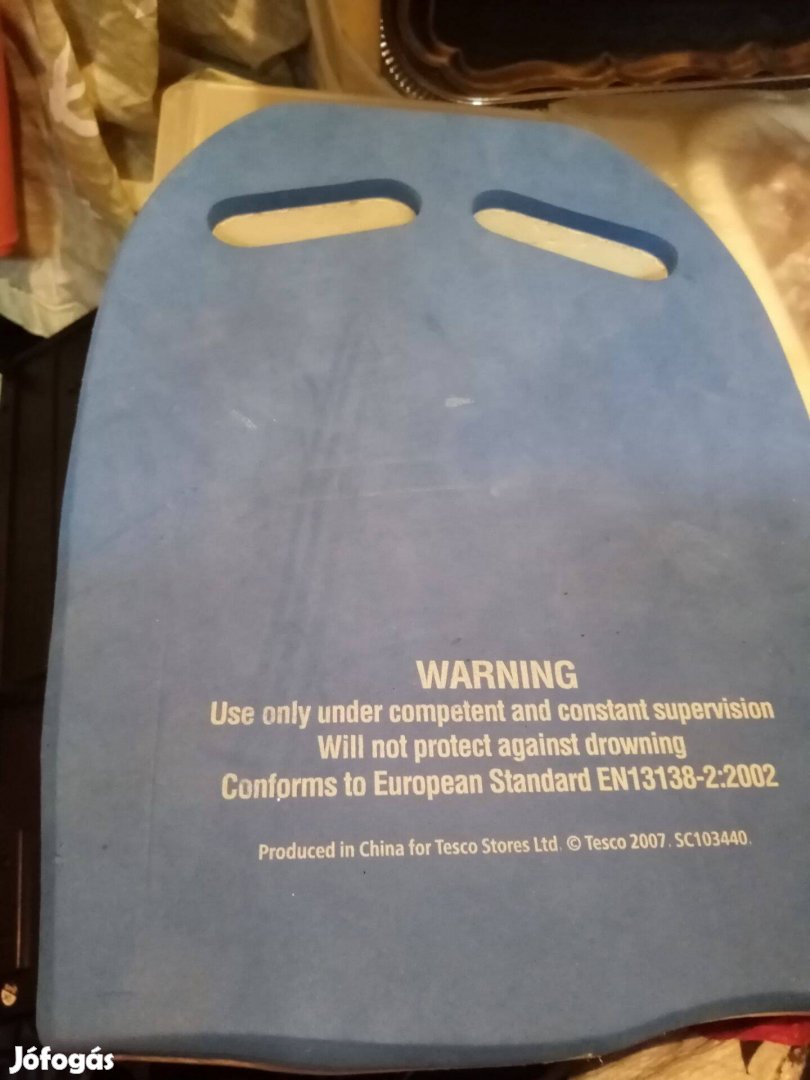 WARNING
Use only under competent and constant supervision
Will not protect against drowning
Conforms to European Standard EN13138-2:2002
Produced in China for Tesco Stores Ltd. © Tesco 2007. SC103440.
Jófogás